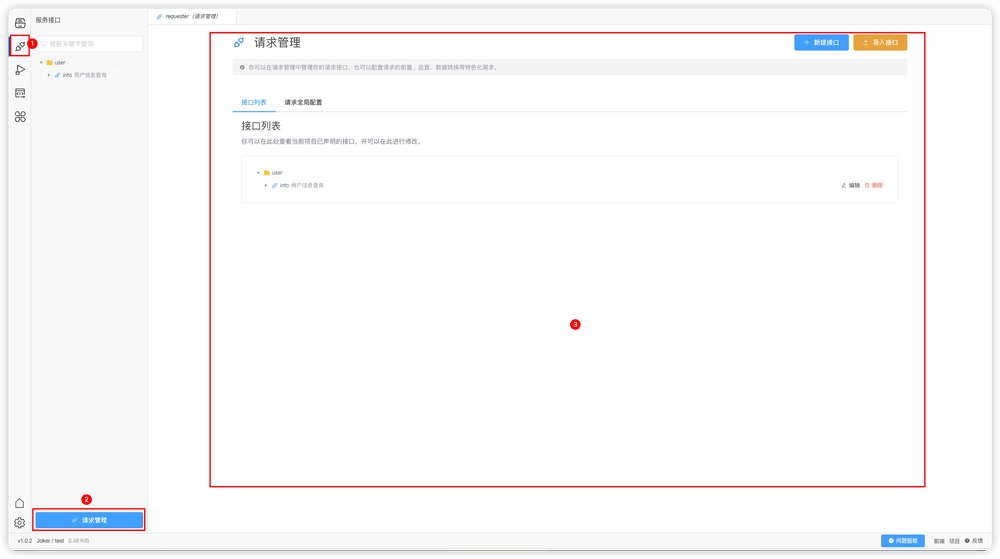 服务接口
requester（请求管理）
1
根据关键字查询
user
info 用户信息查询
请求管理
新建接口
导入接口
你可以在请求管理中管理你的请求接口，也可以配置请求的前置、后置、数据转换等特色化需求。
接口列表
请求全局配置
接口列表
你可以在此处查看当前项目已声明的接口，并可以在此进行修改。
user
info 用户信息查询
编辑
删除
3
2
请求管理
v1.0.2 Joker / test 0.48 KiB
问题面板
前端 项目
反馈